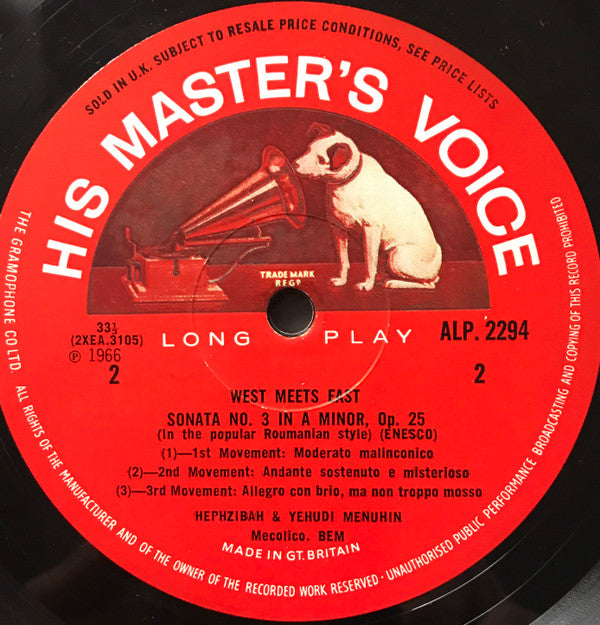 SOLD IN U.K. SUBJECT TO RESALE PRICE CONDITIONS, SEE PRICE LISTS
HIS MASTER'S VOICE
TRADE MARK
REGD
33⅓
(2XEA.3105)
℗ 1966
2
LONG PLAY
ALP. 2294
2
WEST MEETS EAST
SONATA NO. 3 IN A MINOR, Op. 25
(In the popular Roumanian style) (ENESCO)
(1)—1st Movement: Moderato malinconico
(2)—2nd Movement: Andante sostenuto e misterioso
(3)—3rd Movement: Allegro con brio, ma non troppo mosso
HEPHZIBAH & YEHUDI MENUHIN
Mecolico. BEM
MADE IN GT. BRITAIN
THE GRAMOPHONE CO LTD. ALL RIGHTS OF THE MANUFACTURER AND OF THE OWNER OF THE RECORDED WORK RESERVED · UNAUTHORISED PUBLIC PERFORMANCE BROADCASTING AND COPYING OF THIS RECORD PROHIBITED